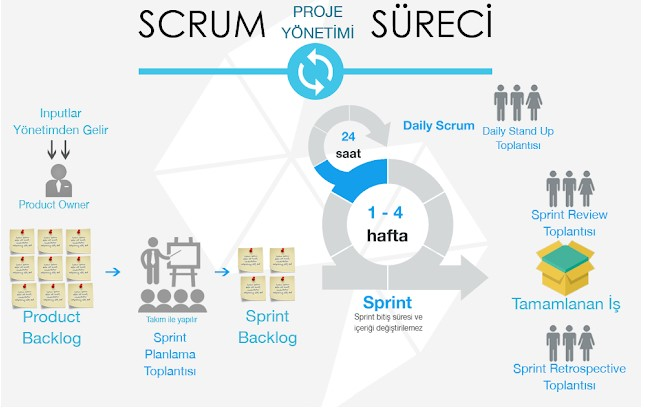 SCRUM
PROJE
YÖNETİMİ
SÜRECİ
Inputlar
Yönetimden Gelir
Product Owner
Product
Backlog
Takım ile yapılır
Sprint
Planlama
Toplantısı
Sprint
Backlog
24
saat
1 - 4
hafta
Sprint
Sprint bitiş süresi ve
içeriği değiştirilemez
Daily Scrum
Daily Stand Up
Toplantısı
Sprint Review
Toplantısı
Tamamlanan İş
Sprint Retrospective
Toplantısı